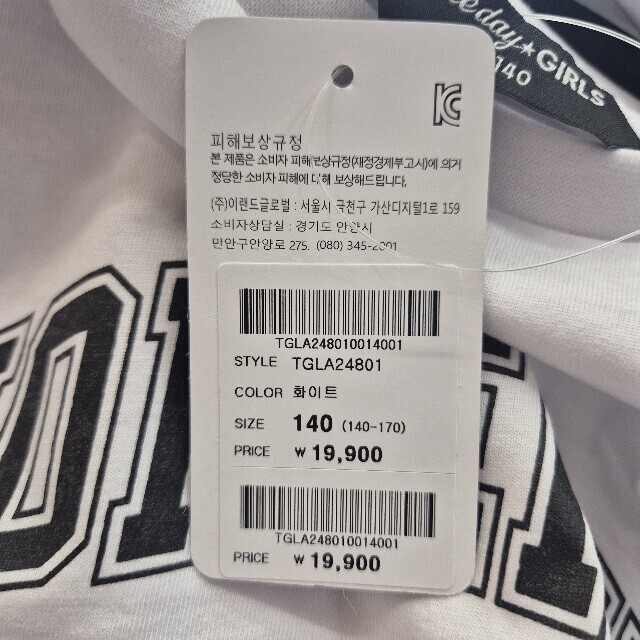 day★GIRLS
140
피해보상규정
본 제품은 소비자 피해보상규정(재정경제부고시)에 의거
정당한 소비자 피해에 대해 보상해드립니다.
(주)이랜드글로벌 : 서울시 금천구 가산디지털1로 159
소비자상담실 : 경기도 안양시
만안구안양로 275, (080) 345-2001
TGLA248010014001
STYLE TGLA24801
COLOR 화이트
SIZE 140 (140-170)
PRICE ₩ 19,900
TGLA248010014001
PRICE ₩ 19,900